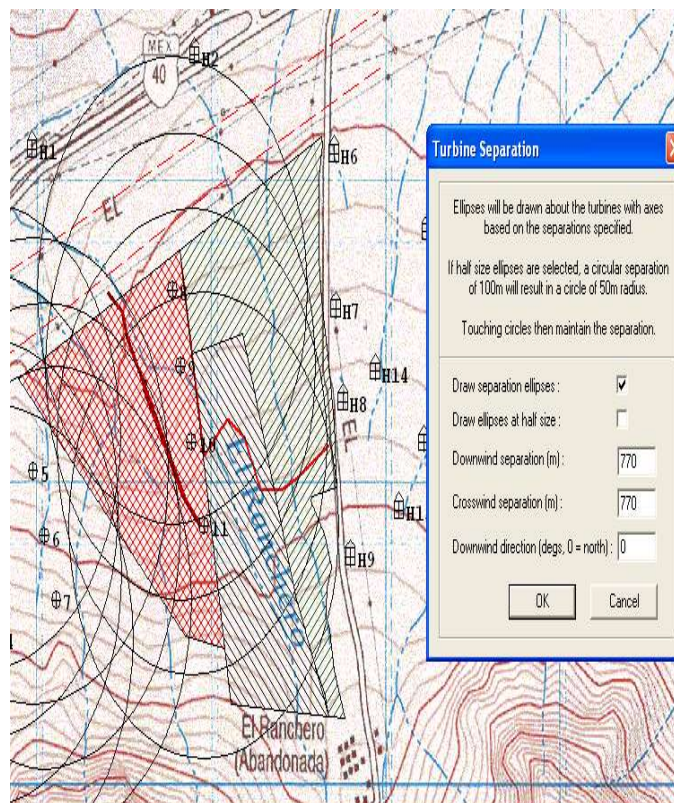 MEX
40
H2
H1
H6
EL
8
H7
9
H14
H8
EL
10
El Ranchero
5
H1
11
6
H9
7
El Ranchero
(Abandonada)
Turbine Separation
Ellipses will be drawn about the turbines with axes
based on the separations specified.
If half size ellipses are selected, a circular separation
of 100m will result in a circle of 50m radius.
Touching circles then maintain the separation.
Draw separation ellipses :
Draw ellipses at half size :
Downwind separation (m) : 770
Crosswind separation (m) : 770
Downwind direction (degs, 0 = north) : 0
OK Cancel